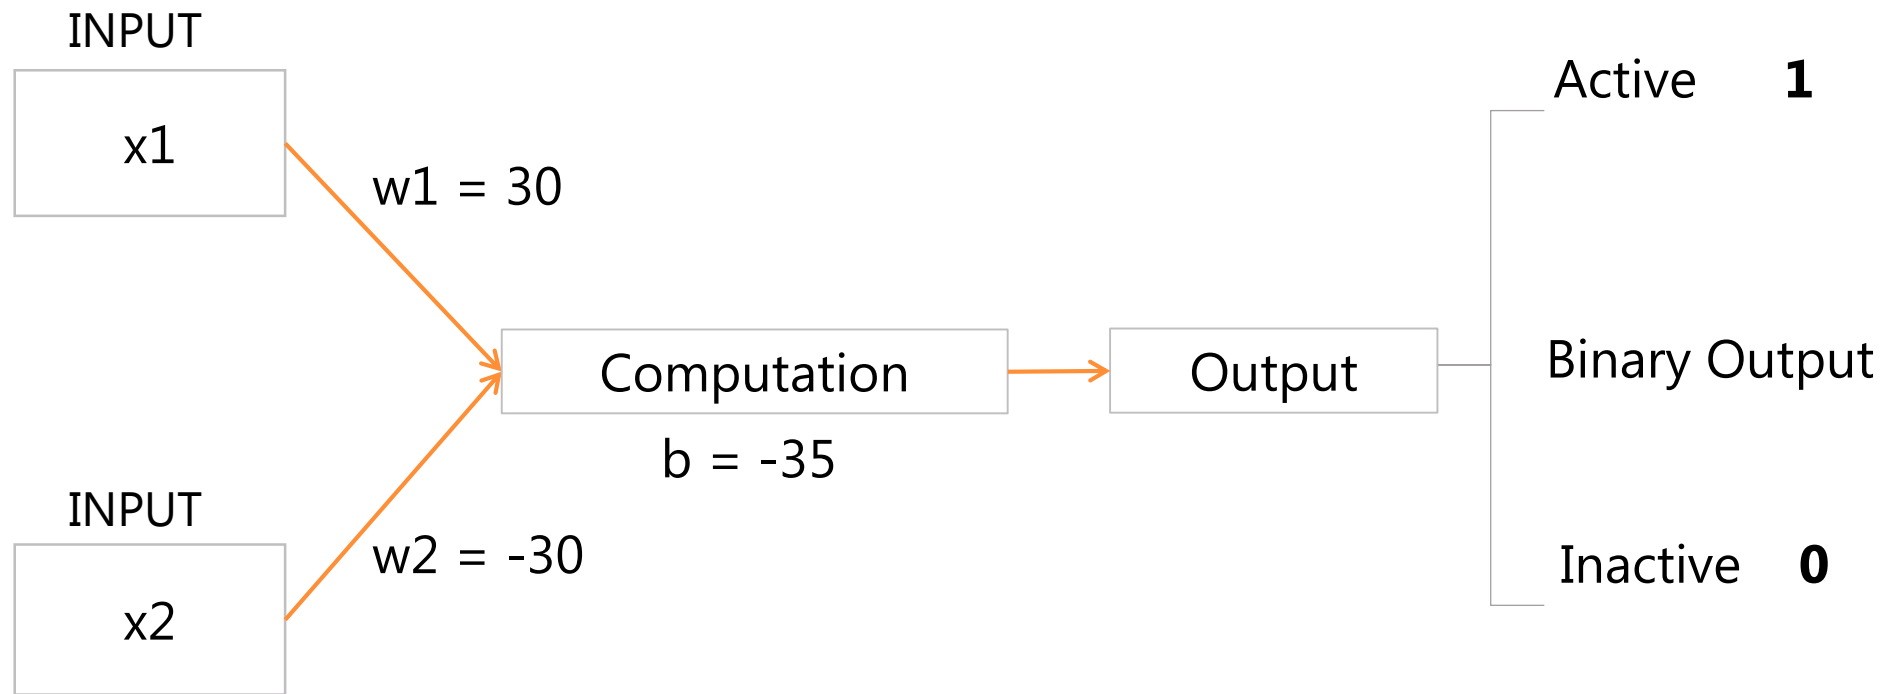 INPUT
x1
w1 = 30
Computation
b = -35
INPUT
x2
w2 = -30
Output
Active 1
Binary Output
Inactive 0